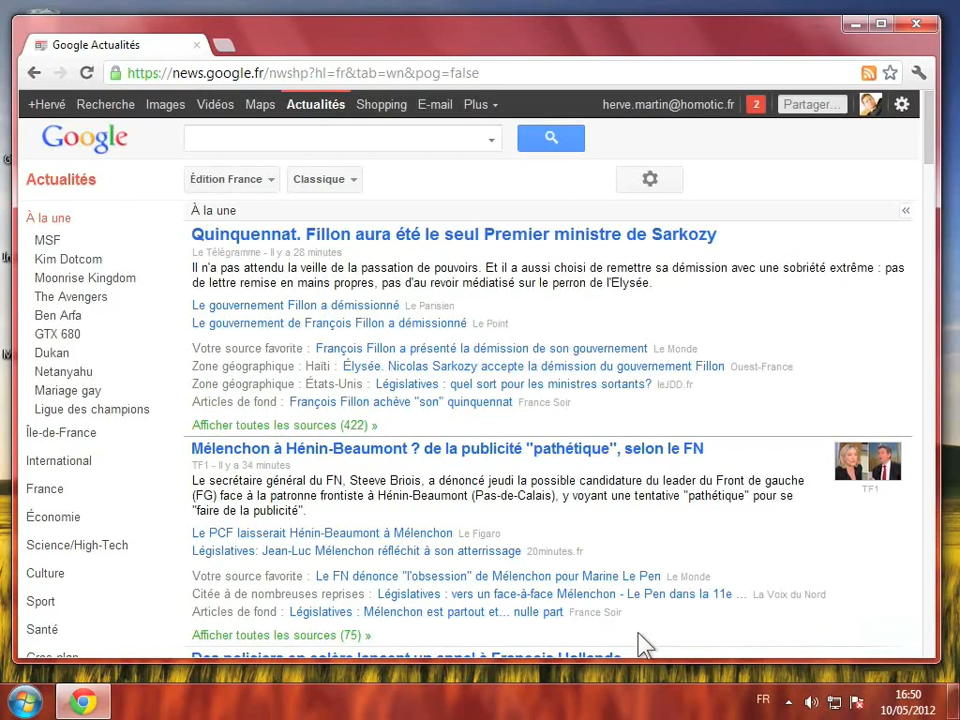 Google Actualités
https://news.google.fr/nwshp?hl=fr&tab=wn&pog=false
+Hervé Recherche Images Vidéos Maps Actualités Shopping E-mail Plus herve.martin@homotic.fr 2 Partager...
Google
Actualités
Édition France Classique
À la une
À la une
MSF
Kim Dotcom
Moonrise Kingdom
The Avengers
Ben Arfa
GTX 680
Dukan
Netanyahu
Mariage gay
Ligue des champions
Île-de-France
International
France
Économie
Science/High-Tech
Culture
Sport
Santé
Gros plan
Quinquennat. Fillon aura été le seul Premier ministre de Sarkozy
Le Télégramme - Il y a 28 minutes
Il n'a pas attendu la veille de la passation de pouvoirs. Et il a aussi choisi de remettre sa démission avec une sobriété extrême : pas
de lettre remise en mains propres, pas d'au revoir médiatisé sur le perron de l'Elysée.
Le gouvernement Fillon a démissionné Le Parisien
Le gouvernement de François Fillon a démissionné Le Point
Votre source favorite : François Fillon a présenté la démission de son gouvernement Le Monde
Zone géographique : Haïti : Élysée. Nicolas Sarkozy accepte la démission du gouvernement Fillon Ouest-France
Zone géographique : États-Unis : Législatives : quel sort pour les ministres sortants? leJDD.fr
Articles de fond : François Fillon achève "son" quinquennat France Soir
Afficher toutes les sources (422) »
Mélenchon à Hénin-Beaumont ? de la publicité "pathétique", selon le FN
TF1 - Il y a 34 minutes
Le secrétaire général du FN, Steeve Briois, a dénoncé jeudi la possible candidature du leader du Front de gauche
(FG) face à la patronne frontiste à Hénin-Beaumont (Pas-de-Calais), y voyant une tentative "pathétique" pour se
"faire de la publicité".
TF1
Le PCF laisserait Hénin-Beaumont à Mélenchon Le Figaro
Législatives: Jean-Luc Mélenchon réfléchit à son atterrissage 20minutes.fr
Votre source favorite : Le FN dénonce "l'obsession" de Mélenchon pour Marine Le Pen Le Monde
Citée à de nombreuses reprises : Législatives : vers un face-à-face Mélenchon - Le Pen dans la 11e ... La Voix du Nord
Articles de fond : Législatives : Mélenchon est partout et... nulle part France Soir
Afficher toutes les sources (75) »
Des policiers en colère lancent un appel à François Hollande
FR
16:50
10/05/2012